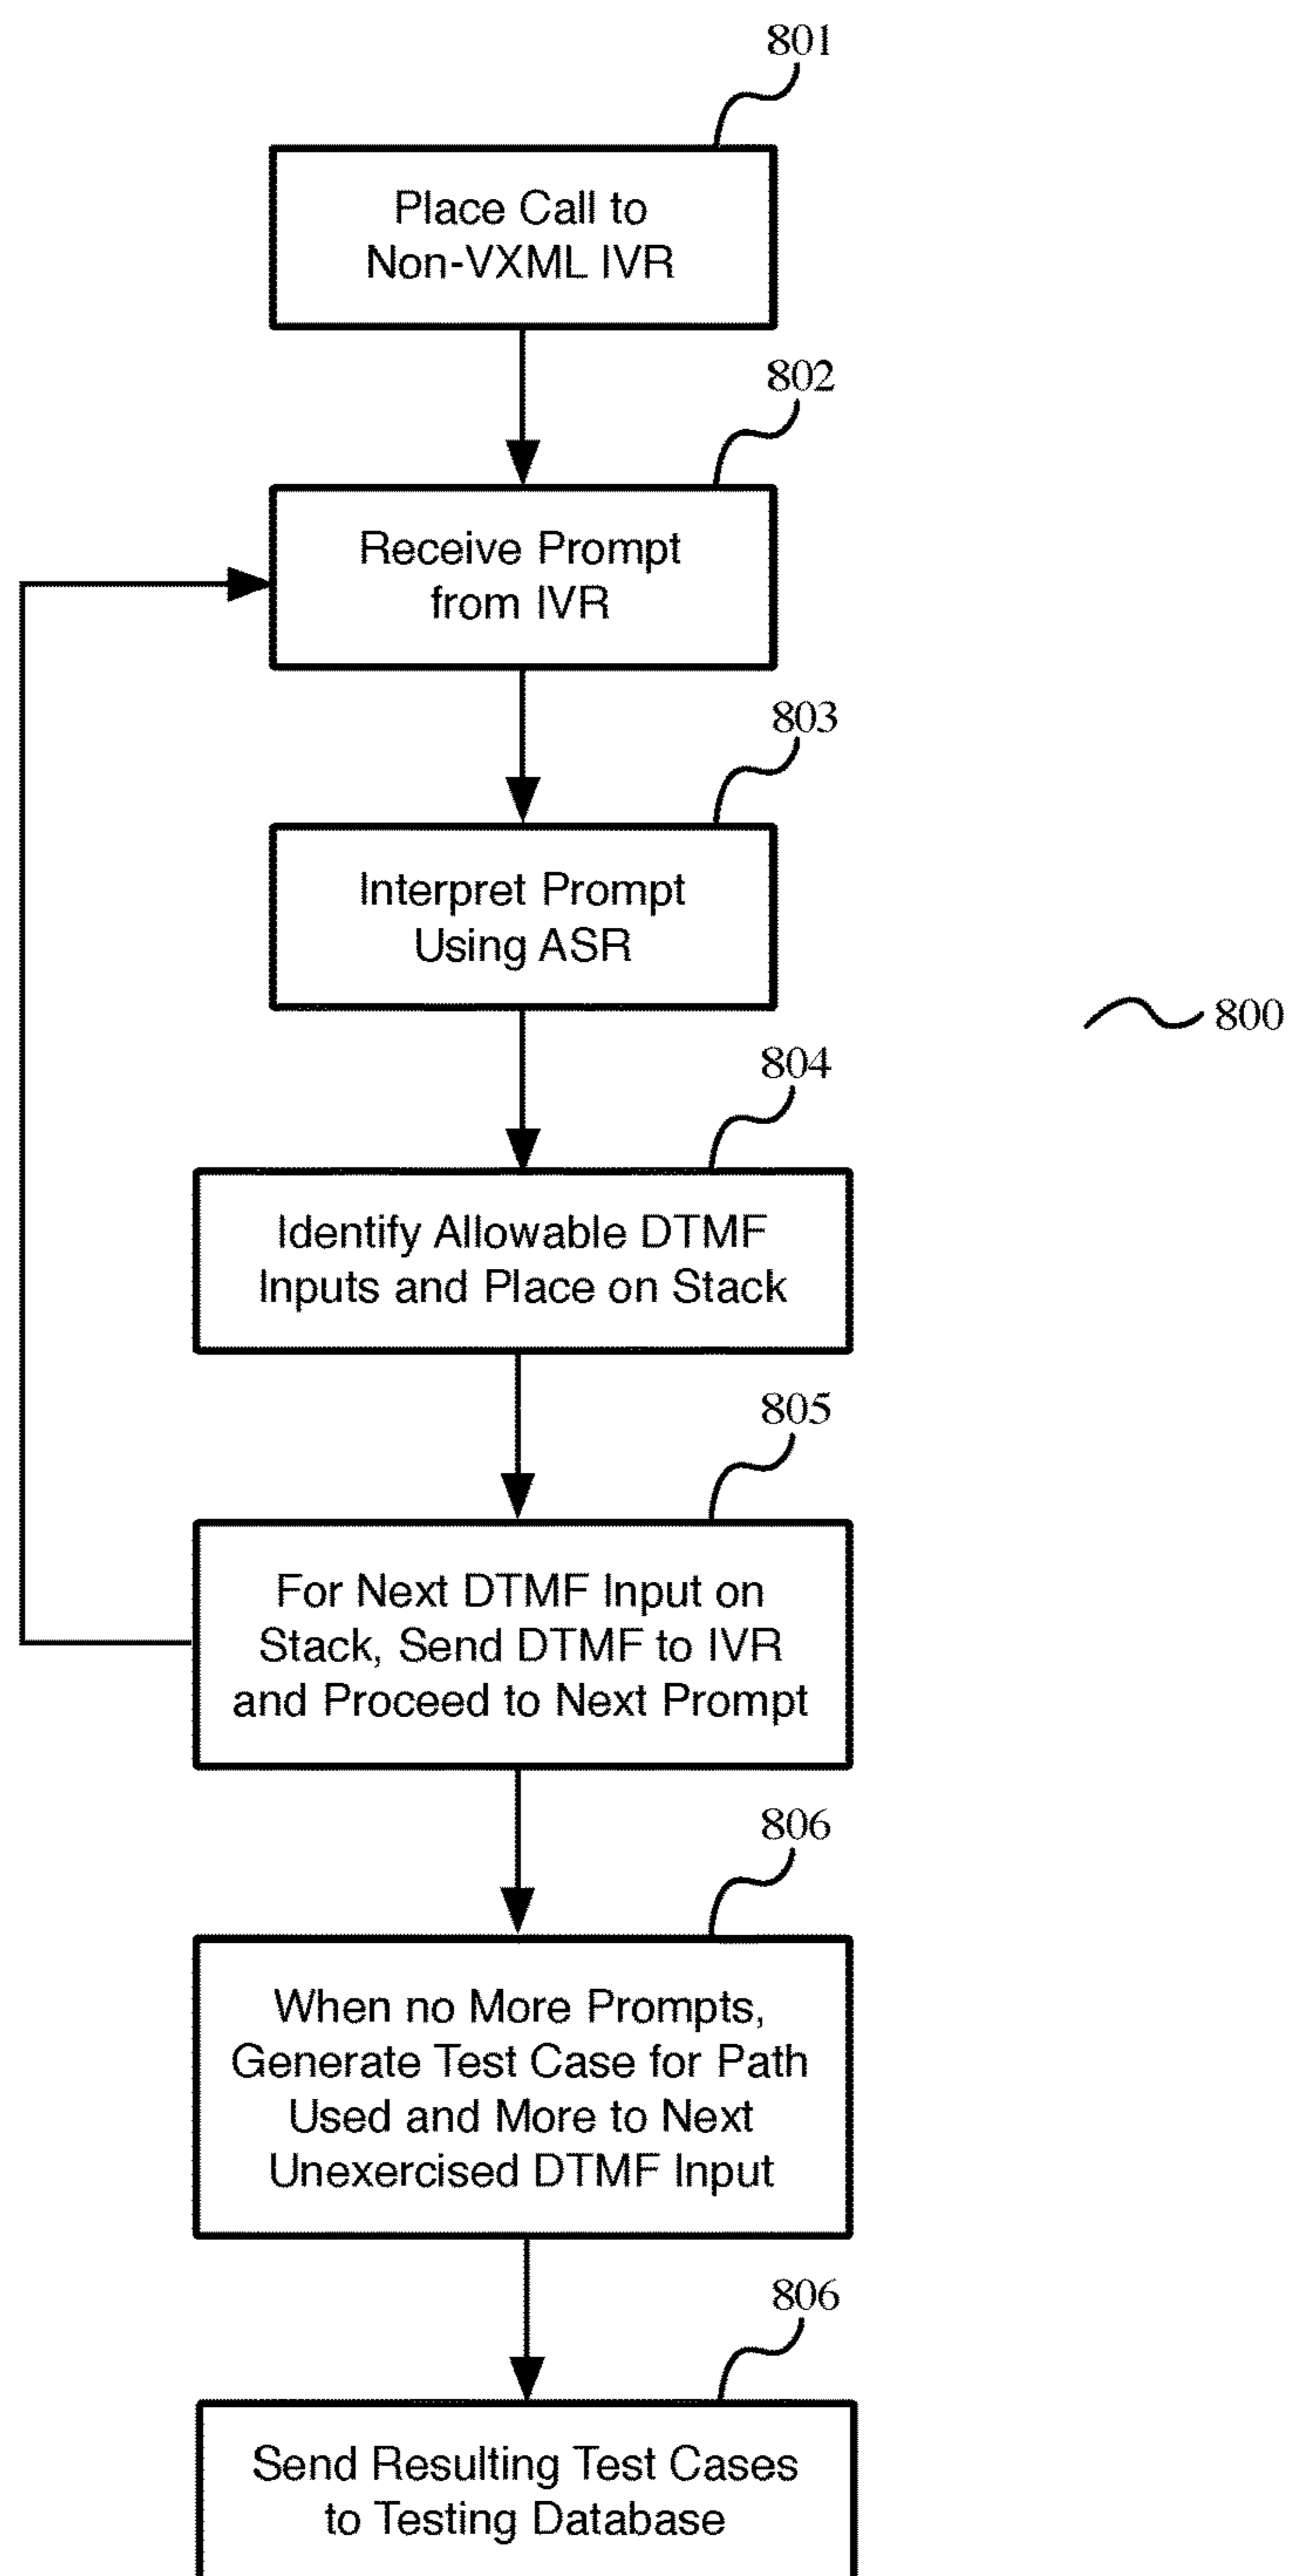 801
Place Call to
Non-VXML IVR
802
Receive Prompt
from IVR
803
Interpret Prompt
Using ASR
800
804
Identify Allowable DTMF
Inputs and Place on Stack
805
For Next DTMF Input on
Stack, Send DTMF to IVR
and Proceed to Next Prompt
806
When no More Prompts,
Generate Test Case for Path
Used and More to Next
Unexercised DTMF Input
806
Send Resulting Test Cases
to Testing Database